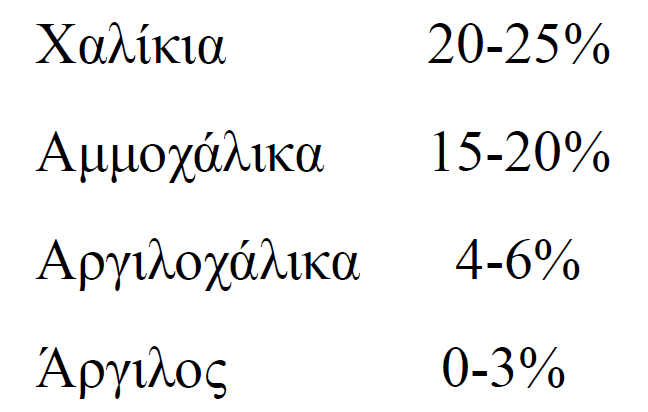 Χαλίκια 20-25%
Αμμοχάλικα 15-20%
Αργιλοχάλικα 4-6%
Άργιλος 0-3%